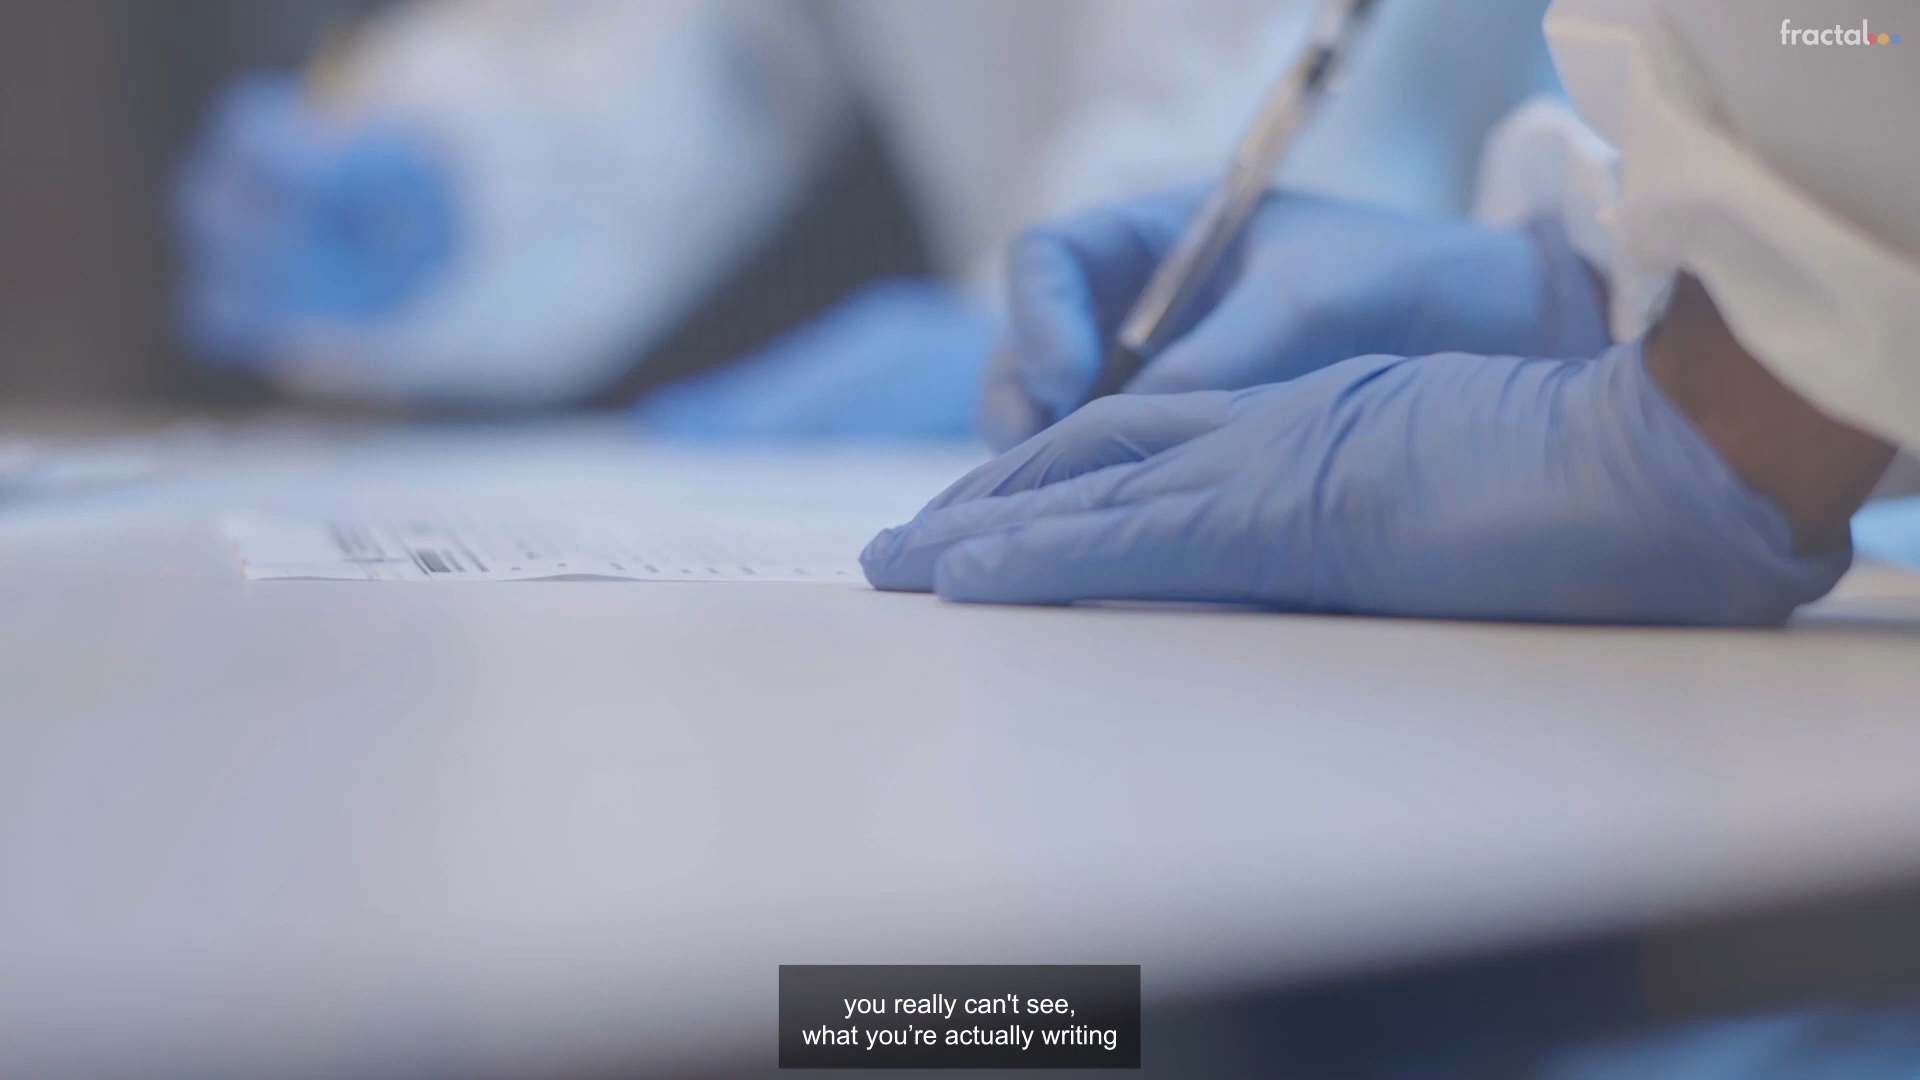 fractal
you really can't see,
what you’re actually writing